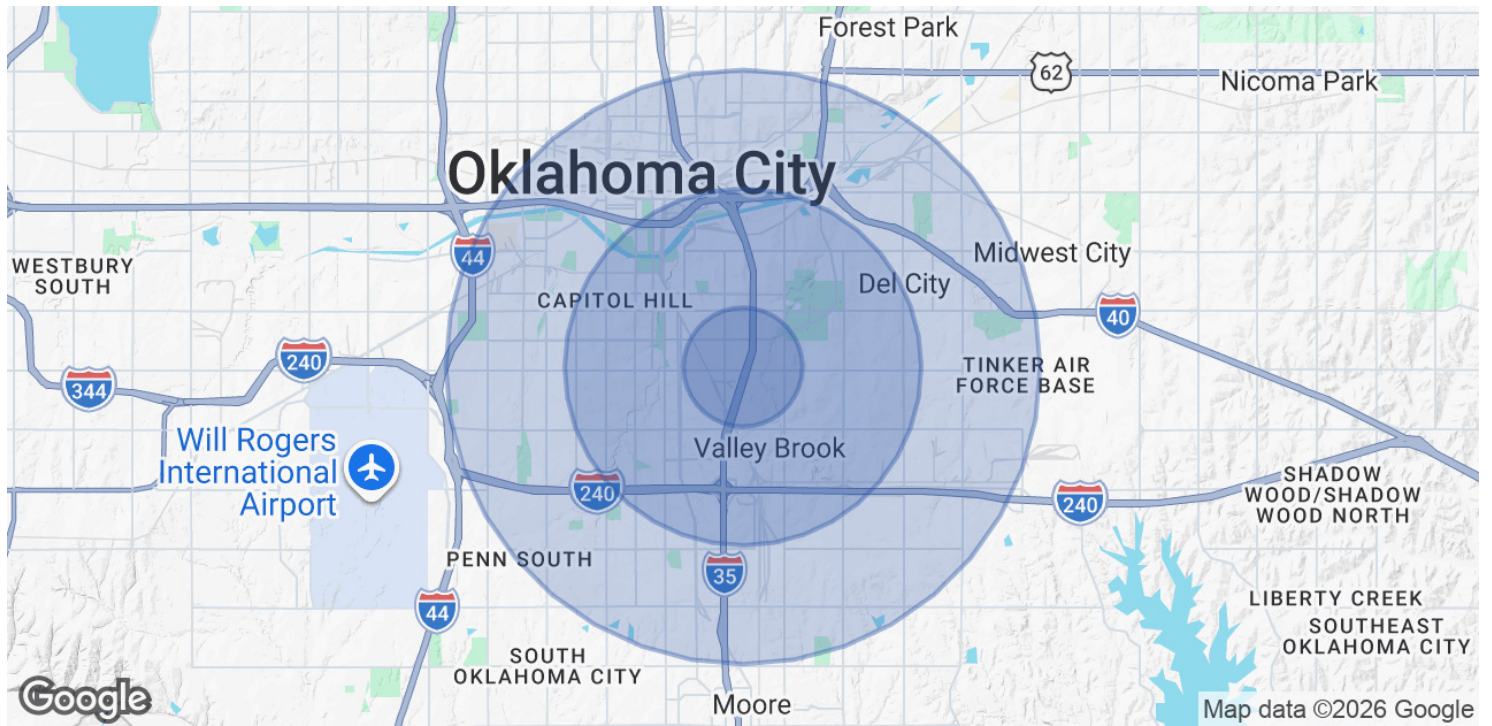 Forest Park
62
Nicoma Park
Oklahoma City
WESTBURY
SOUTH
44
Midwest City
Del City
CAPITOL HILL
40
240
344
TINKER AIR
FORCE BASE
Will Rogers
International
Airport
Valley Brook
240
240
SHADOW
WOOD/SHADOW
WOOD NORTH
PENN SOUTH
35
44
LIBERTY CREEK
SOUTHEAST
OKLAHOMA CITY
SOUTH
OKLAHOMA CITY
Moore
Google
Map data ©2026 Google